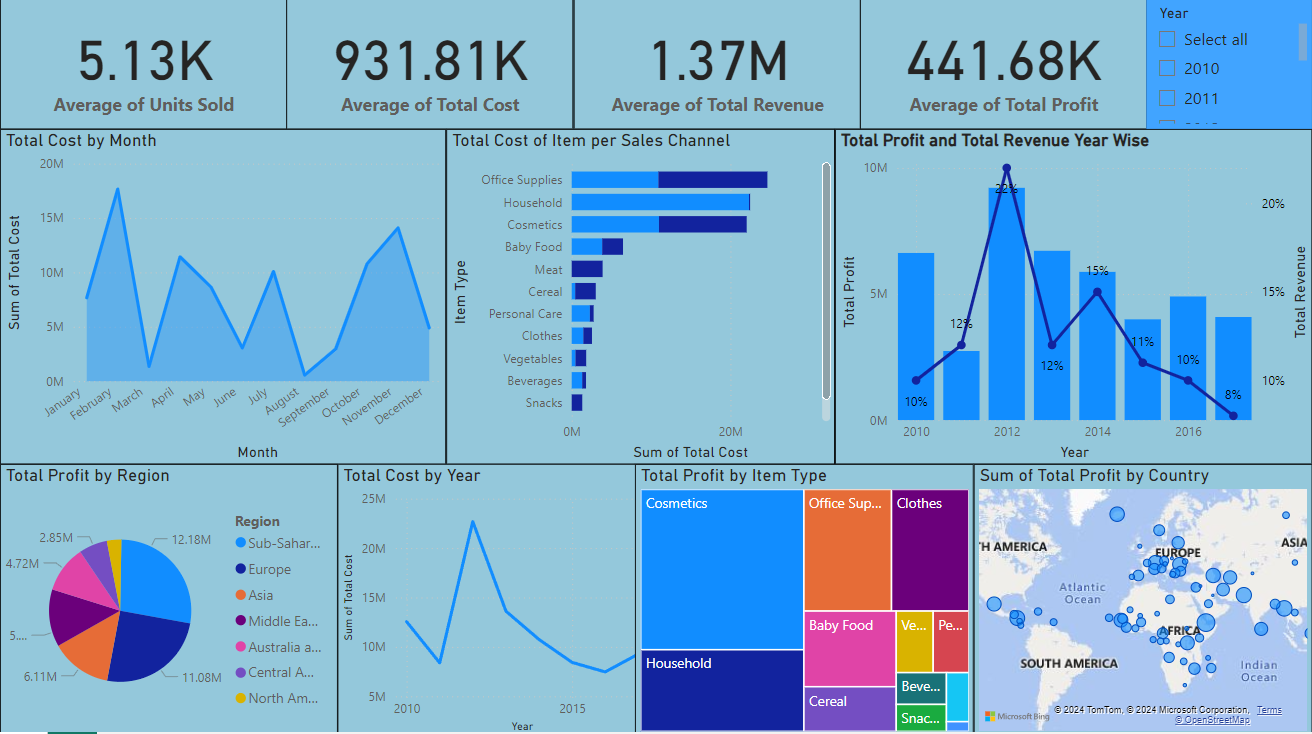 5.13K
Average of Units Sold
931.81K
Average of Total Cost
1.37M
Average of Total Revenue
441.68K
Average of Total Profit
Year
Select all
2010
2011
Total Cost by Month
Sum of Total Cost
20M
15M
10M
5M
0M
January
February
March
April
May
June
July
August
September
October
November
December
Month
Total Cost of Item per Sales Channel
Item Type
Office Supplies
Household
Cosmetics
Baby Food
Meat
Cereal
Personal Care
Clothes
Vegetables
Beverages
Snacks
0M
20M
Sum of Total Cost
Total Profit and Total Revenue Year Wise
Total Profit
10M
5M
0M
10%
12%
22%
12%
15%
11%
10%
8%
20%
15%
10%
Total Revenue
2010
2012
2014
2016
Year
Total Profit by Region
2.85M
4.72M
5....
6.11M
12.18M
11.08M
Region
Sub-Sahar...
Europe
Asia
Middle Ea...
Australia a...
Central A...
North Am...
Total Cost by Year
Sum of Total Cost
25M
20M
15M
10M
5M
2010
2015
Year
Total Profit by Item Type
Cosmetics
Household
Office Sup...
Clothes
Baby Food
Cereal
Ve...
Pe...
Beve...
Snac...
Sum of Total Profit by Country
TH AMERICA
EUROPE
ASIA
Atlantic
Ocean
AFRICA
SOUTH AMERICA
Indian
Ocean
Microsoft Bing
© 2024 TomTom, © 2024 Microsoft Corporation, Terms
© OpenStreetMap